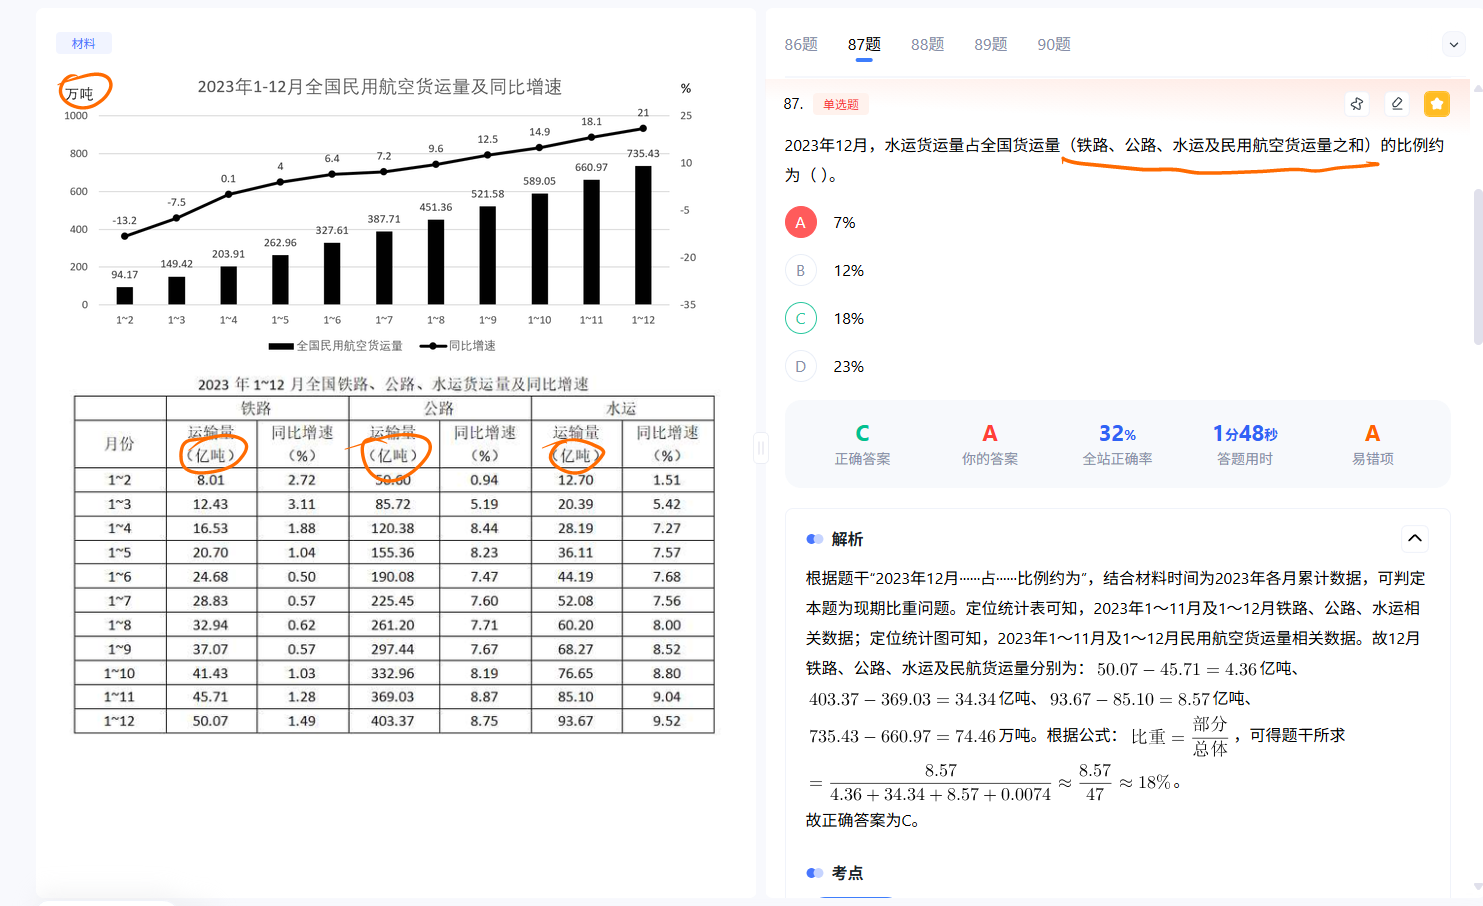 材料
万吨
2023年1-12月全国民用航空货运量及同比增速
%
1000
800
600
400
200
0
25
10
-5
-20
-35
-13.2
-7.5
0.1
4
6.4
7.2
9.6
12.5
14.9
18.1
21
94.17
149.42
203.91
262.96
327.61
387.71
451.36
521.58
589.05
660.97
735.43
1~2 1~3 1~4 1~5 1~6 1~7 1~8 1~9 1~10 1~11 1~12
全国民用航空货运量 同比增速
2023 年 1~12 月全国铁路、公路、水运货运量及同比增速
铁路 公路 水运
月份 运输量（亿吨） 同比增速（%） 运输量（亿吨） 同比增速（%） 运输量（亿吨） 同比增速（%）
1~2 8.01 2.72 50.60 0.94 12.70 1.51
1~3 12.43 3.11 85.72 5.19 20.39 5.42
1~4 16.53 1.88 120.38 8.44 28.19 7.27
1~5 20.70 1.04 155.36 8.23 36.11 7.57
1~6 24.68 0.50 190.08 7.47 44.19 7.68
1~7 28.83 0.57 225.45 7.60 52.08 7.56
1~8 32.94 0.62 261.20 7.71 60.20 8.00
1~9 37.07 0.57 297.44 7.67 68.27 8.52
1~10 41.43 1.03 332.96 8.19 76.65 8.80
1~11 45.71 1.28 369.03 8.87 85.10 9.04
1~12 50.07 1.49 403.37 8.75 93.67 9.52
86题 87题 88题 89题 90题
87. 单选题
2023年12月，水运货运量占全国货运量（铁路、公路、水运及民用航空货运量之和）的比例约
为（ ）。
A 7%
B 12%
C 18%
D 23%
C A 32% 1分48秒 A
正确答案 你的答案 全站正确率 答题用时 易错项
解析
根据题干“2023年12月……占……比例约为”，结合材料时间为2023年各月累计数据，可判定
本题为现期比重问题。定位统计表可知，2023年1～11月及1～12月铁路、公路、水运相
关数据；定位统计图可知，2023年1～11月及1～12月民用航空货运量相关数据。故12月
铁路、公路、水运及民航货运量分别为：50.07 − 45.71 = 4.36亿吨、
403.37 − 369.03 = 34.34亿吨、93.67 − 85.10 = 8.57亿吨、
735.43 − 660.97 = 74.46万吨。根据公式：比重 = 部分/总体，可得题干所求
= 8.57/(4.36 + 34.34 + 8.57 + 0.0074) ≈ 8.57/47 ≈ 18%。
故正确答案为C。
考点